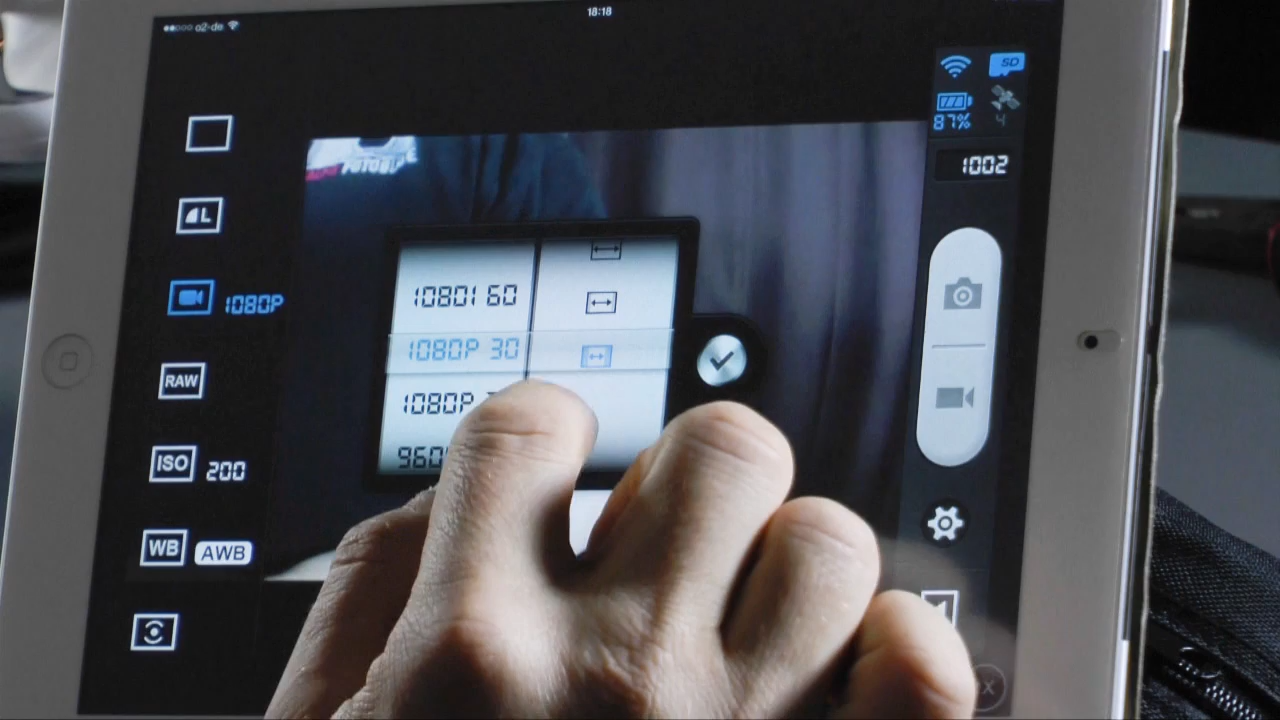 o2-de
18:18
SD
87%
4
1002
L
1080P
1080I 60
1080P 30
1080P
960
RAW
ISO 200
WB AWB